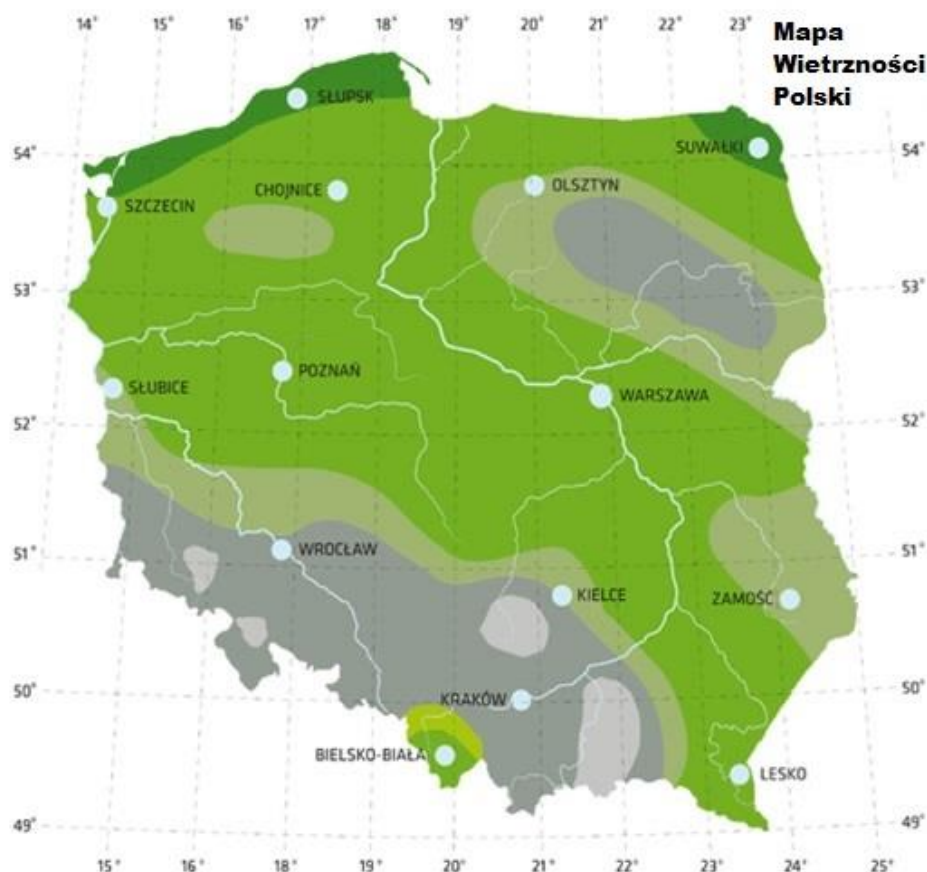 14° 15° 16° 17° 18° 19° 20° 21° 22° 23°
Mapa
Wietrzności
Polski
SŁUPSK
SUWAŁKI
54° 54°
CHOJNICE
OLSZTYN
SZCZECIN
53° 53°
POZNAŃ
SŁUBICE
WARSZAWA
52° 52°
WROCŁAW
51° 51°
KIELCE
ZAMOŚĆ
50° 50°
KRAKÓW
BIELSKO-BIAŁA
LESKO
49° 49°
15° 16° 17° 18° 19° 20° 21° 22° 23° 24° 25°